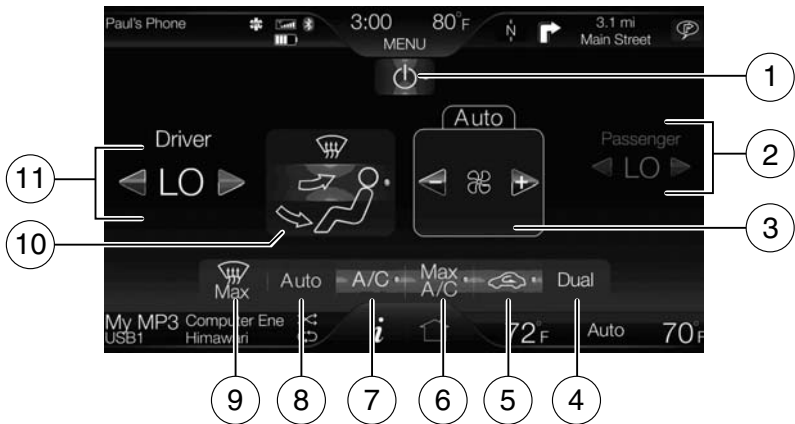 Paul's Phone 3:00 80°F N 3.1 mi
MENU Main Street
1
Auto
Driver
Passenger
LO
LO
2
11
3
10
Max Auto A/C Max A/C Dual
My MP3 Computer Ene
USB1 Himawari i 72°F Auto 70°F
9 8 7 6 5 4